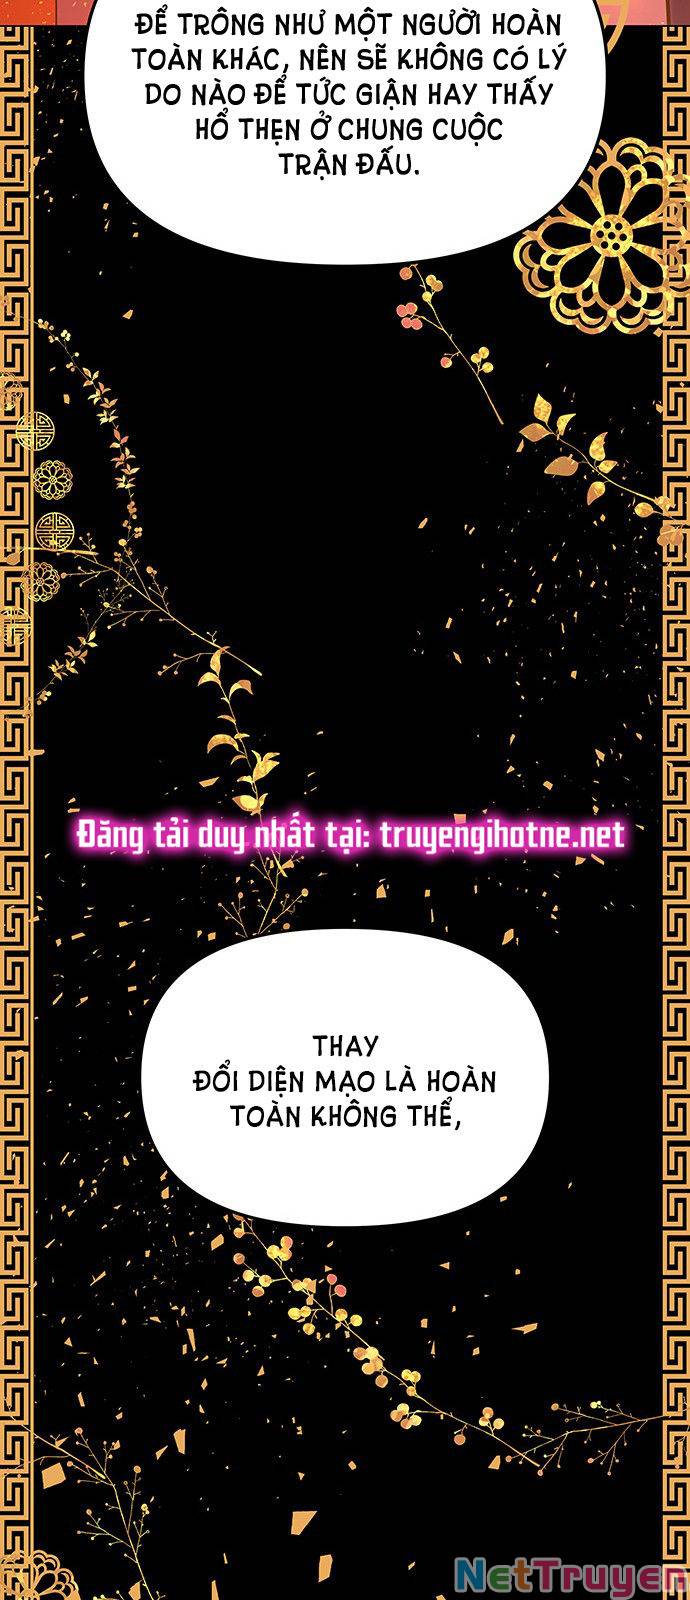 ĐỂ TRÔNG NHƯ MỘT NGƯỜI HOÀN
TOÀN KHÁC, NÊN SẼ KHÔNG CÓ LÝ
DO NÀO ĐỂ TỨC GIẬN HAY THẤY
HỔ THẸN Ở CHUNG CUỘC
TRẬN ĐẤU.
Đăng tải duy nhất tại: truyengihotne.net
THAY
ĐỔI DIỆN MẠO LÀ HOÀN
TOÀN KHÔNG THỂ,
NetTruyen